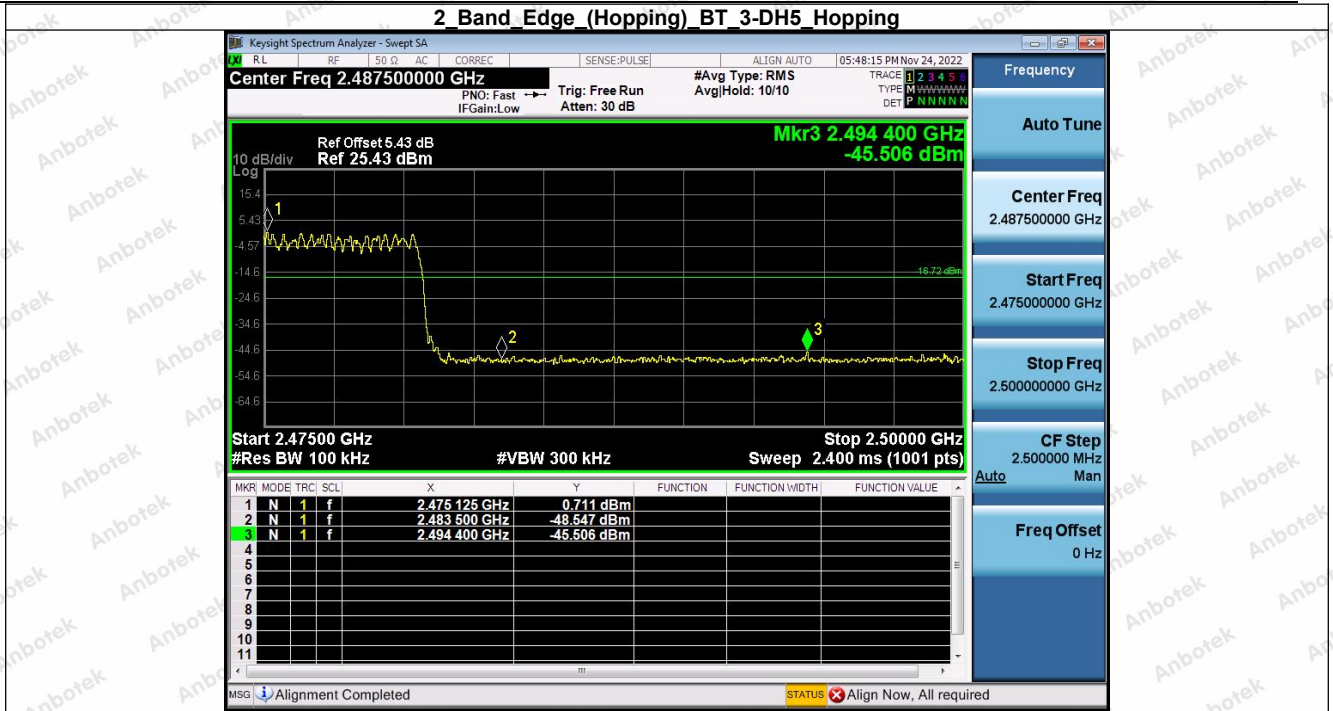 2_Band_Edge_(Hopping)_BT_3-DH5_Hopping
Keysight Spectrum Analyzer - Swept SA
LXI RL RF 50 Ω AC CORREC SENSE:PULSE ALIGN AUTO 05:48:15 PM Nov 24, 2022
Center Freq 2.487500000 GHz
PNO: Fast
IFGain:Low
Trig: Free Run
Atten: 30 dB
#Avg Type: RMS
Avg|Hold: 10/10
TRACE 1 2 3 4 5 6
TYPE M W W W W W
DET P N N N N N
Frequency
Auto Tune
Center Freq
2.487500000 GHz
Start Freq
2.475000000 GHz
Stop Freq
2.500000000 GHz
CF Step
2.500000 MHz
Auto Man
Freq Offset
0 Hz
Mkr3 2.494 400 GHz
-45.506 dBm
Ref Offset 5.43 dB
10 dB/div Ref 25.43 dBm
Log
15.4
5.43
-4.57
-14.6
-24.6
-34.6
-44.6
-54.6
-64.6
1
2
3
-16.72 dBm
Start 2.47500 GHz Stop 2.50000 GHz
#Res BW 100 kHz #VBW 300 kHz Sweep 2.400 ms (1001 pts)
MKR MODE TRC SCL X Y FUNCTION FUNCTION WIDTH FUNCTION VALUE
1 N 1 f 2.475 125 GHz 0.711 dBm
2 N 1 f 2.483 500 GHz -48.547 dBm
3 N 1 f 2.494 400 GHz -45.506 dBm
4
5
6
7
8
9
10
11
MSG Alignment Completed STATUS Align Now, All required
Anbotek